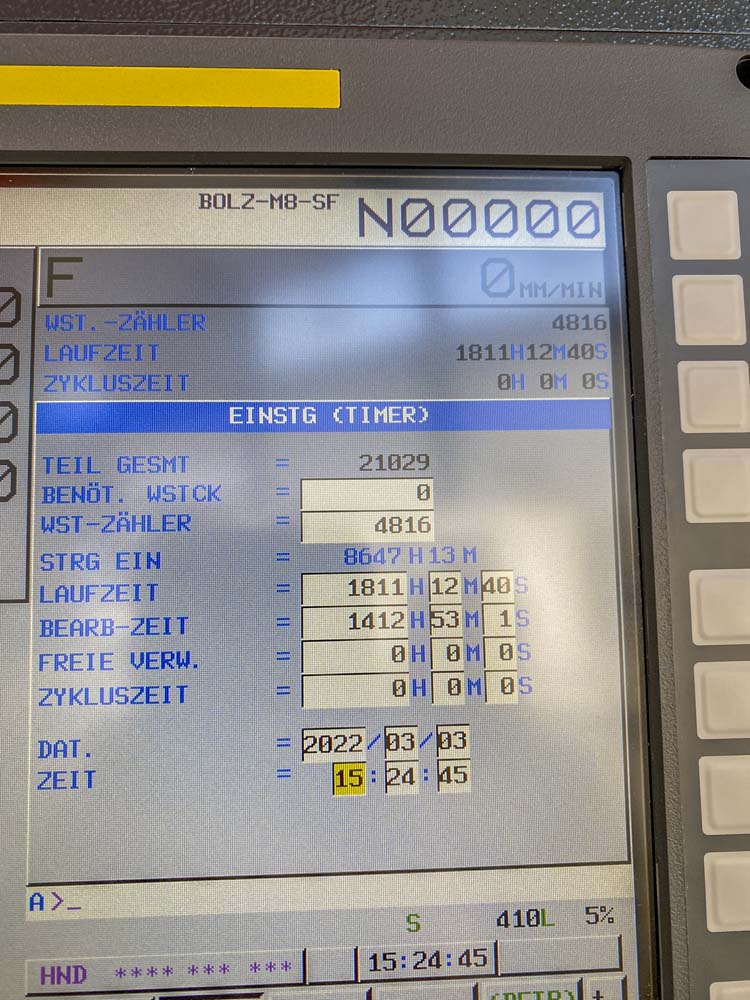 BOLZ-M8-SF N00000
F 0 MM/MIN
WST.-ZÄHLER 4816
LAUFZEIT 1811H12M40S
ZYKLUSZEIT 0H 0M 0S
EINSTG (TIMER)
TEIL GESMT = 21029
BENÖT. WSTCK = 0
WST-ZÄHLER = 4816
STRG EIN = 8647 H 13 M
LAUFZEIT = 1811 H 12 M 40 S
BEARB-ZEIT = 1412 H 53 M 1 S
FREIE VERW. = 0 H 0 M 0 S
ZYKLUSZEIT = 0 H 0 M 0 S
DAT. = 2022/03/03
ZEIT = 15:24:45
A>_
S 410L 5%
HND **** *** *** 15:24:45